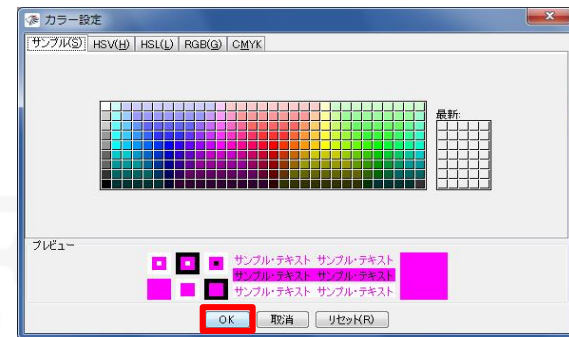 カラー設定
サンプル(S) HSV(H) HSL(L) RGB(G) CMYK
最新:
プレビュー
サンプル・テキスト サンプル・テキスト
サンプル・テキスト サンプル・テキスト
サンプル・テキスト サンプル・テキスト
OK 取消 リセット(R)